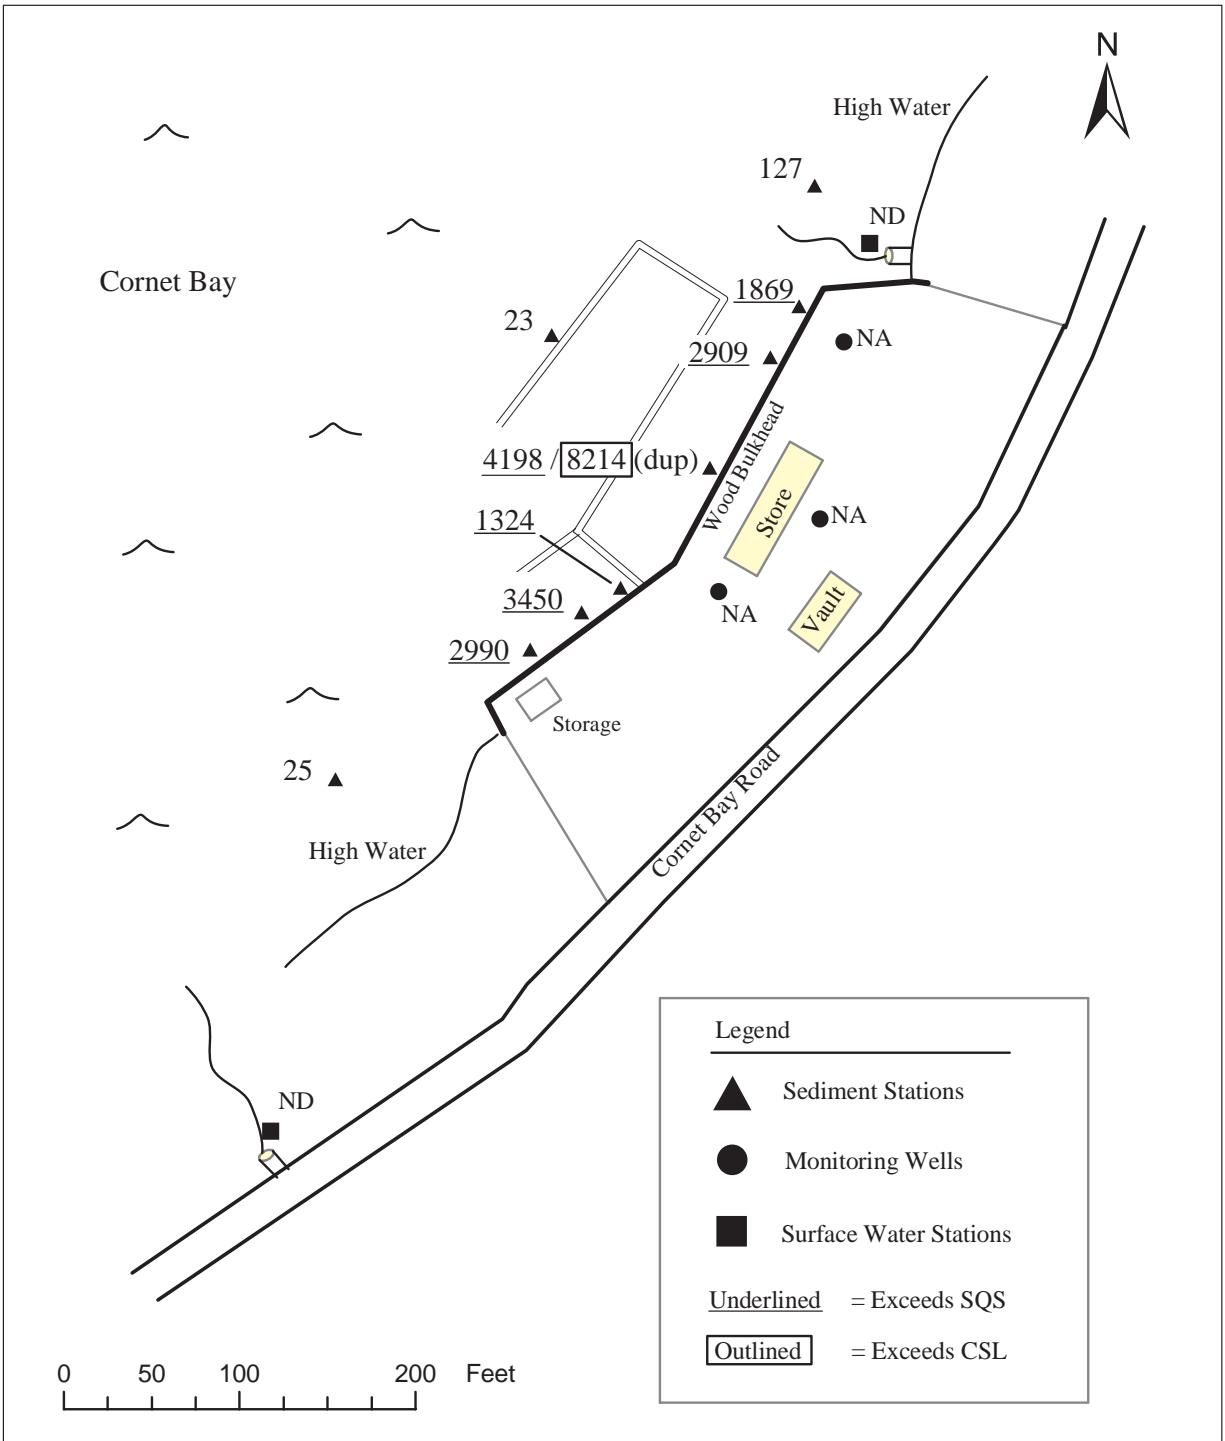 N
High Water
127
ND
Cornet Bay
1869
23
NA
2909
Wood Bulkhead
4198 / 8214 (dup)
Store
1324
NA
3450
NA
Vault
2990
Storage
25
Cornet Bay Road
High Water
Legend
Sediment Stations
ND
Monitoring Wells
Surface Water Stations
Underlined = Exceeds SQS
Outlined = Exceeds CSL
0 50 100 200 Feet